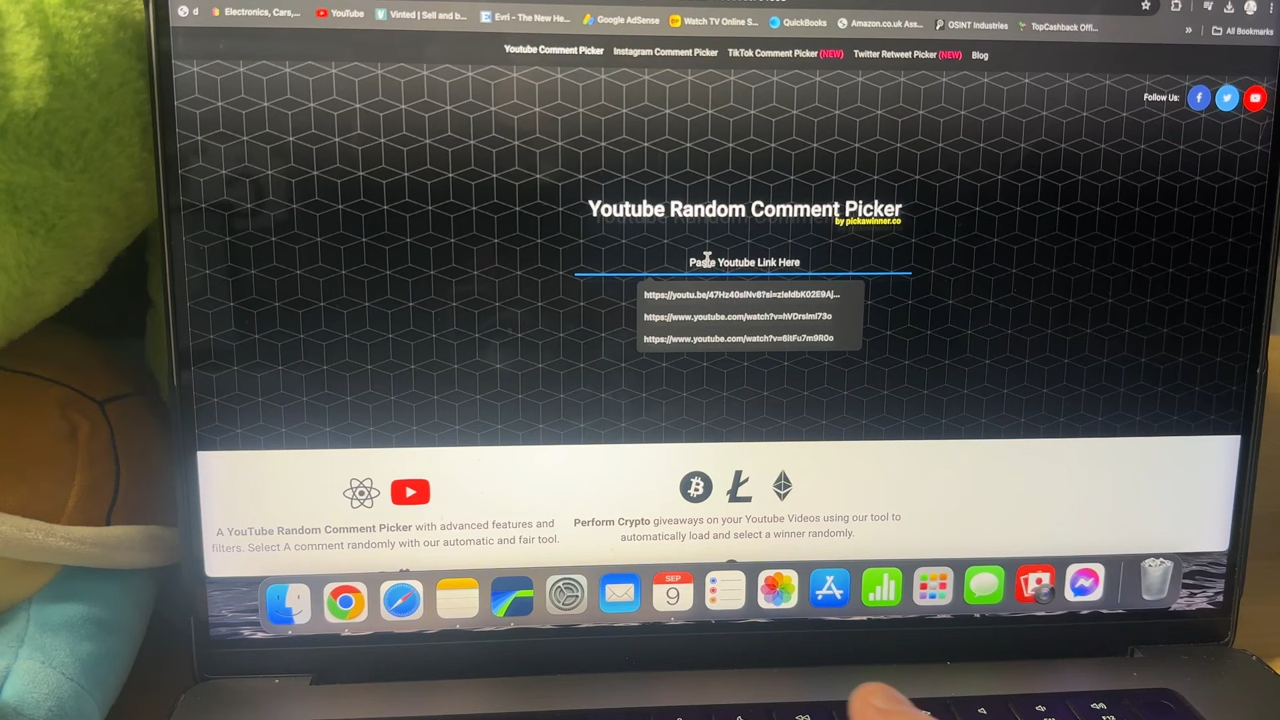 d Electronics, Cars,... YouTube Vinted | Sell and b... Evri - The New He... Google AdSense Watch TV Online S... QuickBooks Amazon.co.uk Ass... OSINT Industries TopCashback Offi...
» All Bookmarks
Youtube Comment Picker Instagram Comment Picker TikTok Comment Picker (NEW) Twitter Retweet Picker (NEW) Blog
Follow Us:
Youtube Random Comment Picker
by pickawinner.co
Paste Youtube Link Here
https://www.youtube.com/watch?v=6ltFu7m9R0o
A YouTube Random Comment Picker with advanced features and
filters. Select A comment randomly with our automatic and fair tool.
Perform Crypto giveaways on your Youtube Videos using our tool to
automatically load and select a winner randomly.
SEP
9
F12